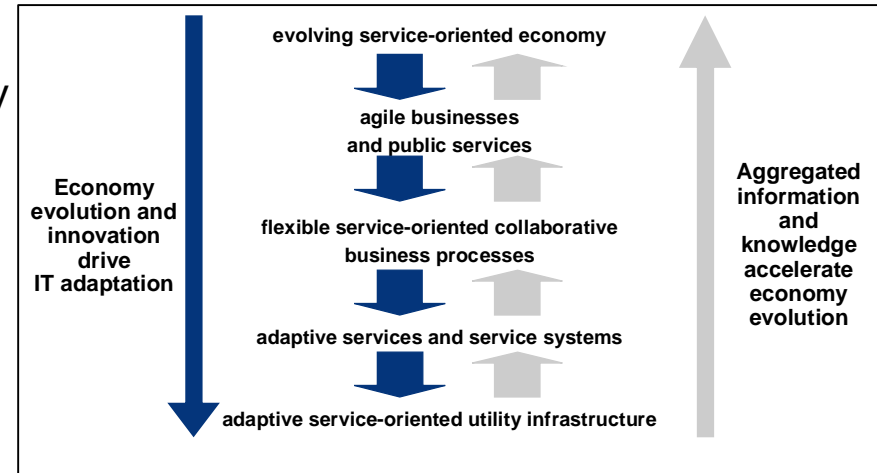 evolving service-oriented economy
agile businesses
and public services
flexible service-oriented collaborative
business processes
adaptive services and service systems
adaptive service-oriented utility infrastructure
Economy
evolution and
innovation
drive
IT adaptation
Aggregated
information
and
knowledge
accelerate
economy
evolution